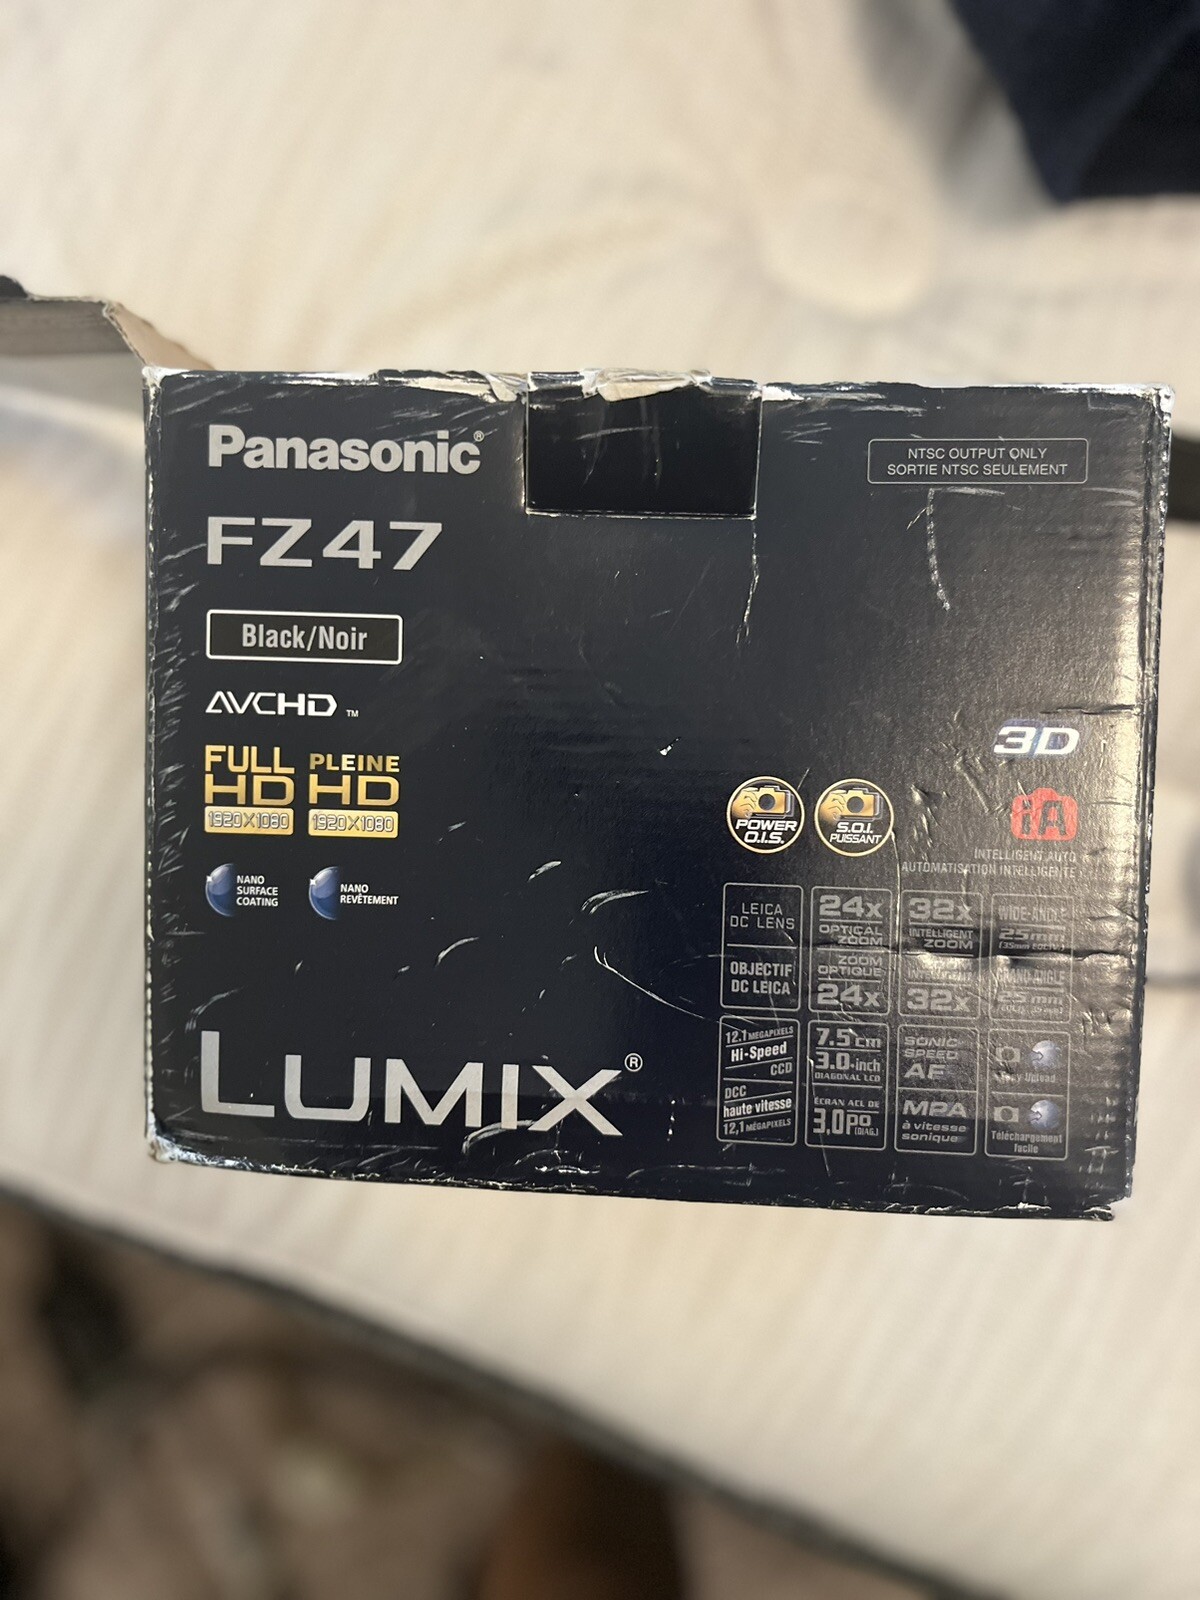 Panasonic®
FZ47
NTSC OUTPUT ONLY
SORTIE NTSC SEULEMENT
Black/Noir
AVCHD ™
FULL HD 1920X1080
PLEINE HD 1920X1080
NANO SURFACE COATING
NANO REVÊTEMENT
3D
POWER O.I.S.
S.O.I. PUISSANT
iA
INTELLIGENT AUTO
AUTOMATISATION INTELLIGENTE
LEICA
DC LENS
OBJECTIF
DC LEICA
24x
OPTICAL
ZOOM
ZOOM
OPTIQUE
24x
32x
INTELLIGENT
ZOOM
32x
WIDE-ANGLE
25mm
25 mm
12.1 MEGAPIXELS
Hi-Speed
CCD
DCC
haute vitesse
12,1 MÉGAPIXELS
7.5 cm
3.0-inch
DIAGONAL LCD
ÉCRAN ACL DE
3,0 PO
(DIAG.)
SONIC
SPEED
AF
MPA
à vitesse
sonique
Téléchargement
facile
LUMIX®